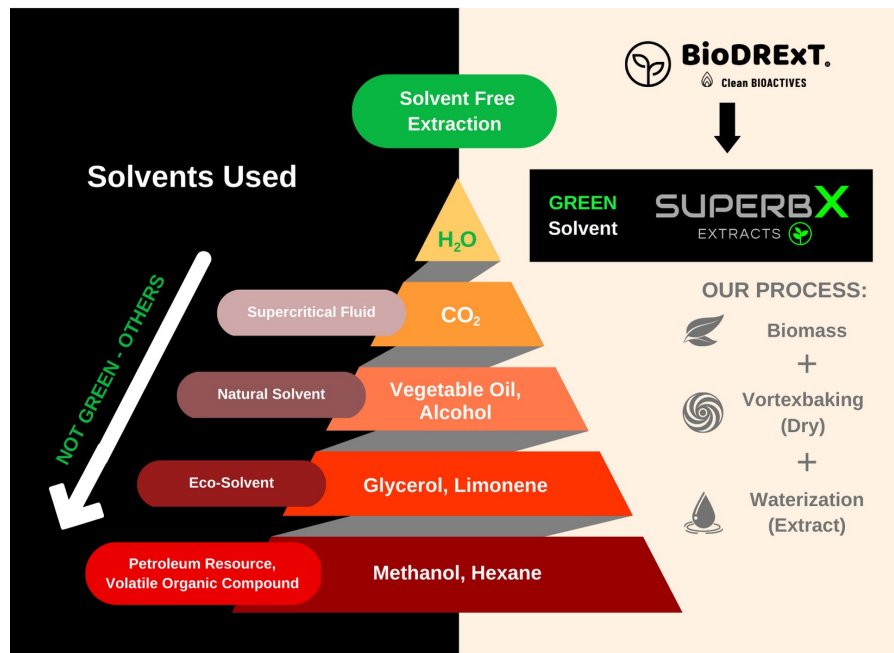 Solvent Free
Extraction
Solvents Used
NOT GREEN - OTHERS
H₂O
Supercritical Fluid
CO₂
Natural Solvent
Vegetable Oil,
Alcohol
Eco-Solvent
Glycerol, Limonene
Petroleum Resource,
Volatile Organic Compound
Methanol, Hexane
BioDRExT®
Clean BIOACTIVES
GREEN
Solvent
SUPERBX
EXTRACTS
OUR PROCESS:
Biomass
+
Vortexbaking
(Dry)
+
Waterization
(Extract)